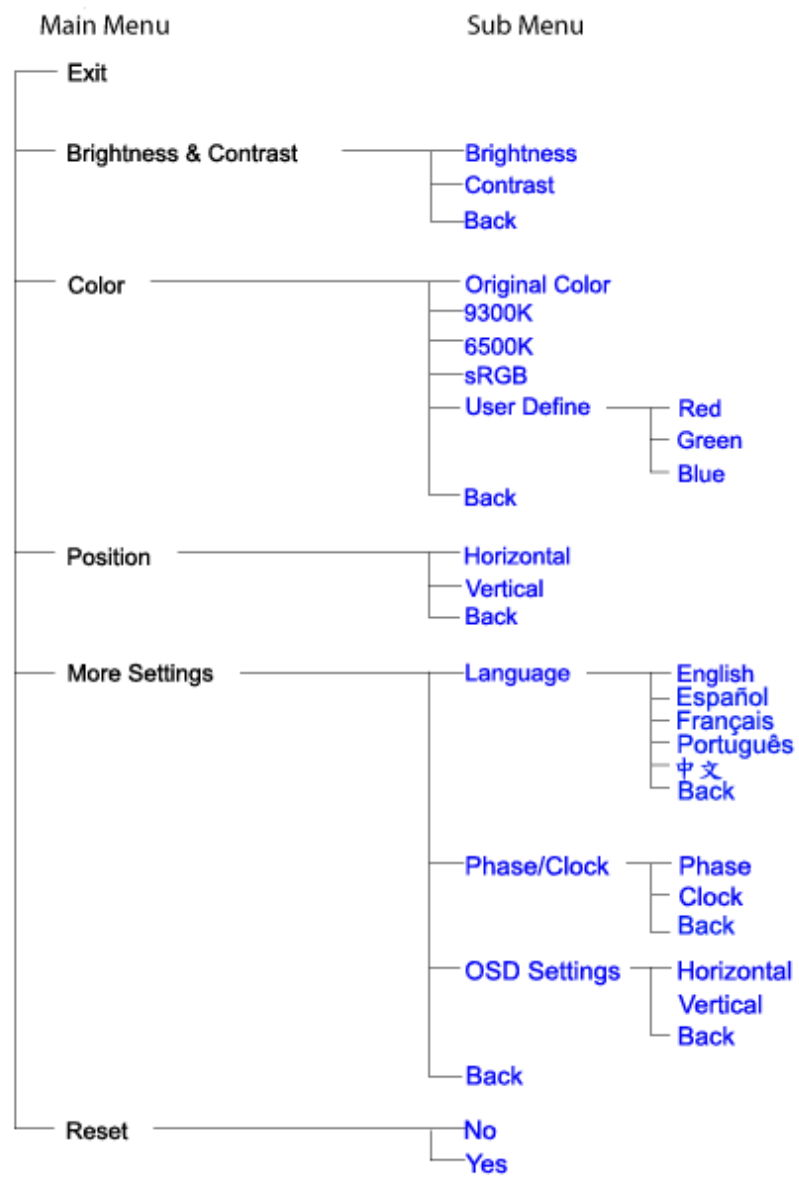 Main Menu Sub Menu
Exit
Brightness & Contrast Brightness
Contrast
Back
Color Original Color
9300K
6500K
sRGB
User Define Red
Green
Blue
Back
Position Horizontal
Vertical
Back
More Settings Language English
Español
Français
Português
中文
Back
Phase/Clock Phase
Clock
Back
OSD Settings Horizontal
Vertical
Back
Back
Reset No
Yes